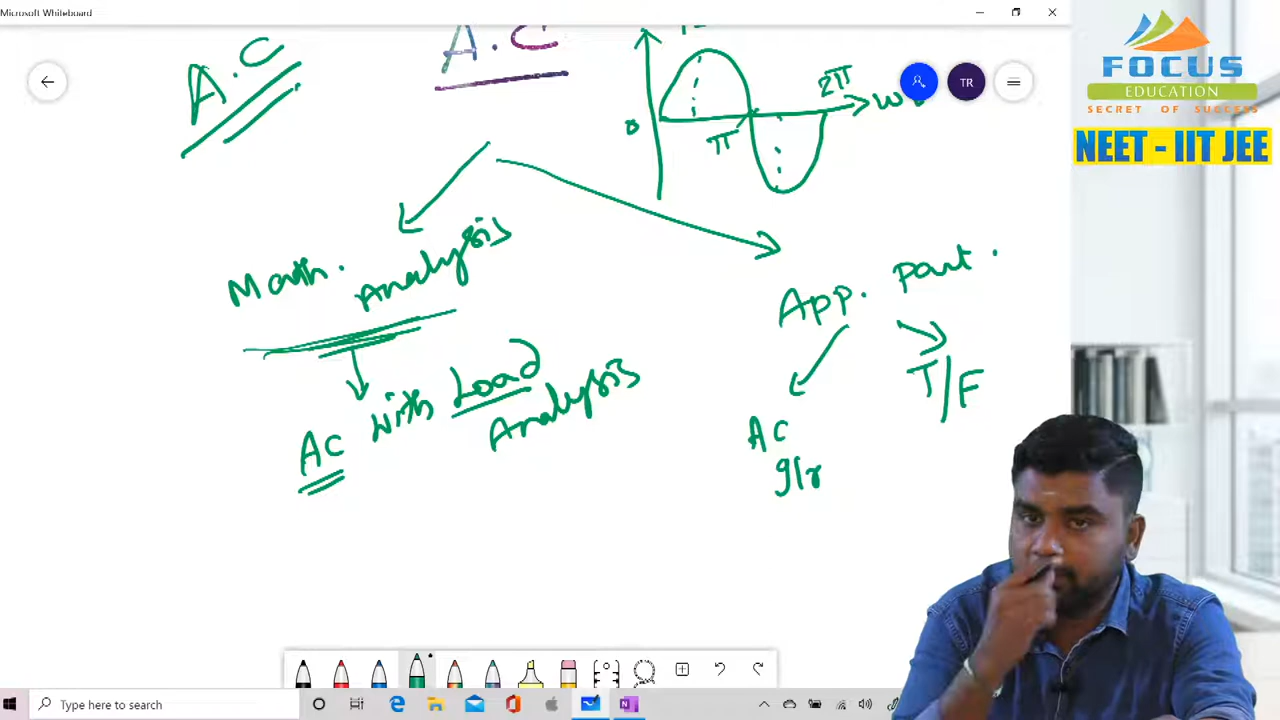 Microsoft Whiteboard
A.C
A.C
TR
FOCUS
EDUCATION
SECRET OF SUCCESS
NEET - IIT JEE
0
π
2π
Math.
Analysis
App. part.
AC with Load
Analysis
T/F
AC
g/r
Type here to search